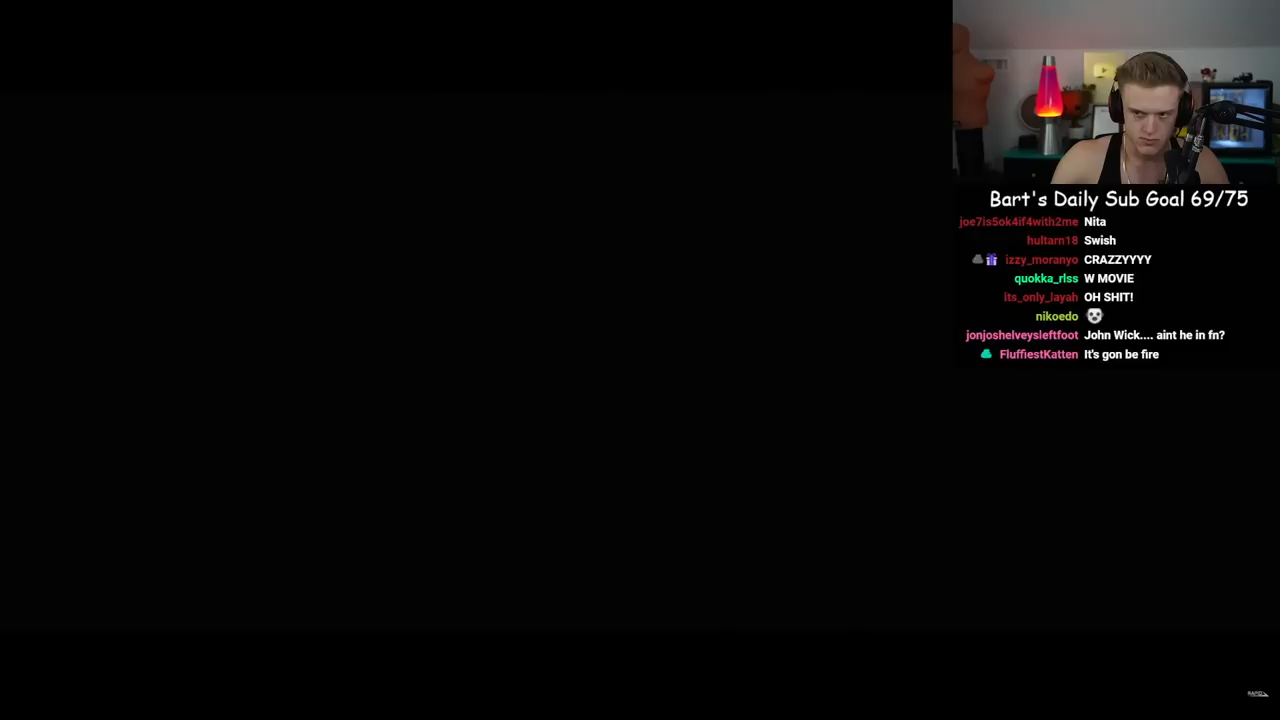 Bart's Daily Sub Goal 69/75
joe7is5ok4if4with2me Nita
hultarn18 Swish
izzy_moranyo CRAZZYYYY
quokka_rlss W MOVIE
its_only_layah OH SHIT!
nikoedo
jonjoshelveysleftfoot John Wick.... aint he in fn?
FluffiestKatten It's gon be fire